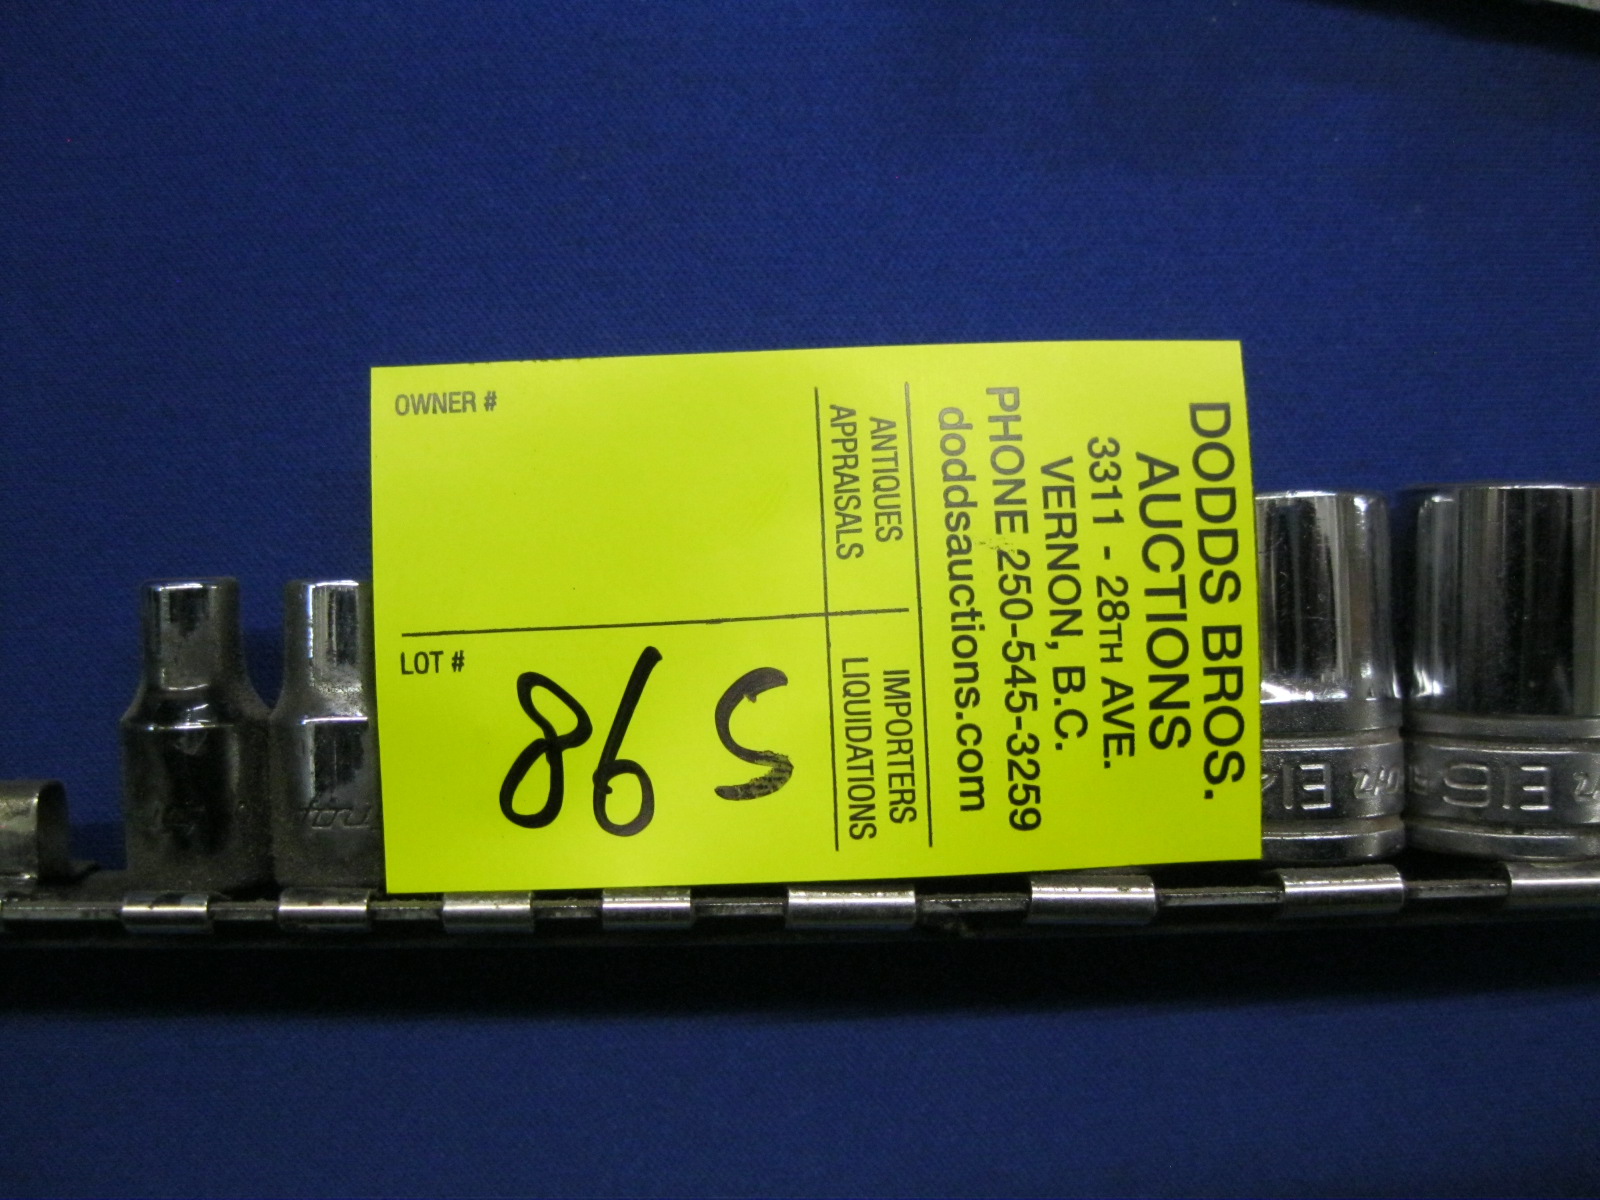 DODDS BROS.
AUCTIONS
3311 - 28TH AVE.
VERNON, B.C.
PHONE 250-545-3259
doddsauctions.com
ANTIQUES
APPRAISALS
IMPORTERS
LIQUIDATIONS
OWNER #
LOT #
86 S
E16